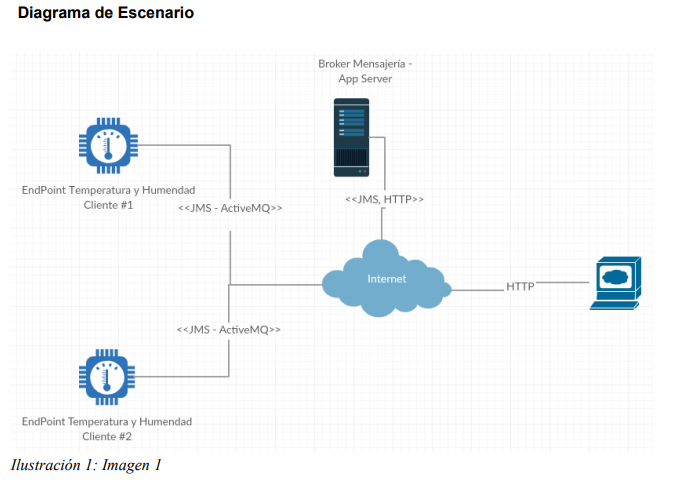 Diagrama de Escenario
Broker Mensajería -
App Server
EndPoint Temperatura y Humendad
Cliente #1
<<JMS - ActiveMQ>>
<<JMS, HTTP>>
Internet
HTTP
<<JMS - ActiveMQ>>
EndPoint Temperatura y Humendad
Cliente #2
Ilustración 1: Imagen 1